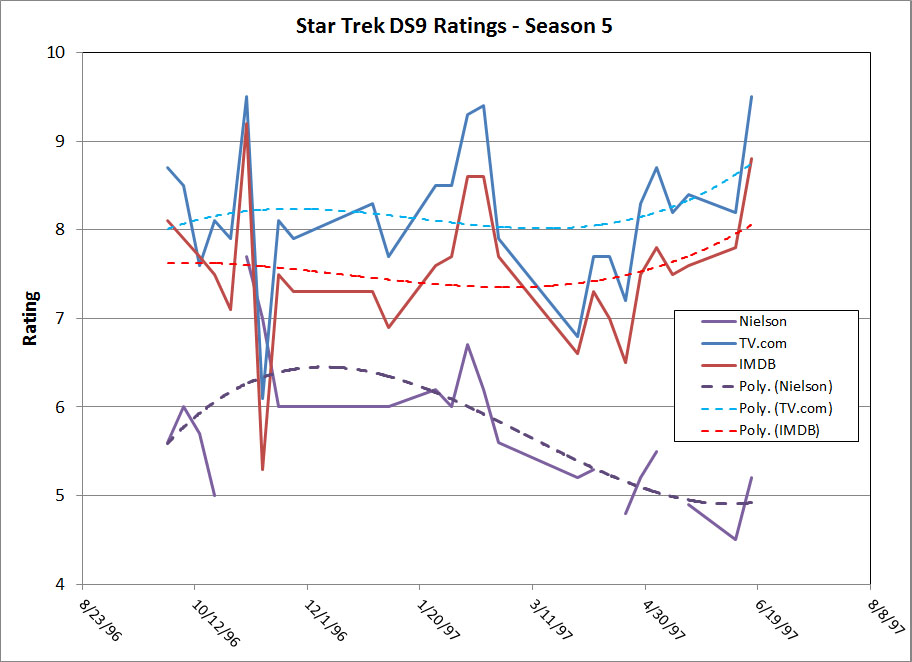 Star Trek DS9 Ratings - Season 5
10
9
8
7
6
5
4
Rating
8/23/96
10/12/96
12/1/96
1/20/97
3/11/97
4/30/97
6/19/97
8/8/97
Nielson
TV.com
IMDB
Poly. (Nielson)
Poly. (TV.com)
Poly. (IMDB)